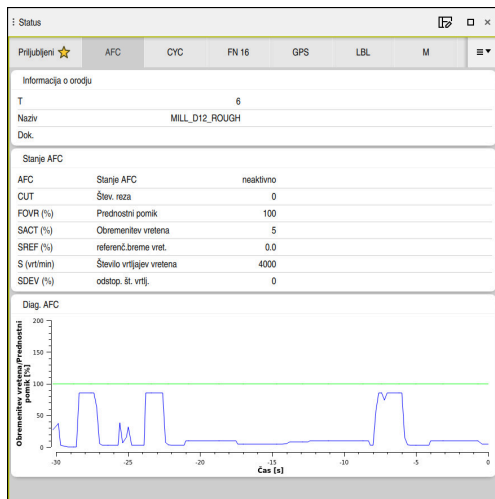 Status
Priljubljeni AFC CYC FN 16 GPS LBL M
Informacija o orodju
T 6
Naziv MILL_D12_ROUGH
Dok.
Stanje AFC
AFC Stanje AFC neaktivno
CUT Štev. reza 0
FOVR (%) Prednostni pomik 100
SACT (%) Obremenitev vretena 5
SREF (%) referenč.breme vret. 0.0
S (vrt/min) Število vrtljajev vretena 4000
SDEV (%) odstop. št. vrtlj. 0
Diag. AFC
Obremenitev vretena/Prednostni
pomik [%]
200
150
100
50
0
-30 -25 -20 -15 -10 -5 0
Čas [s]